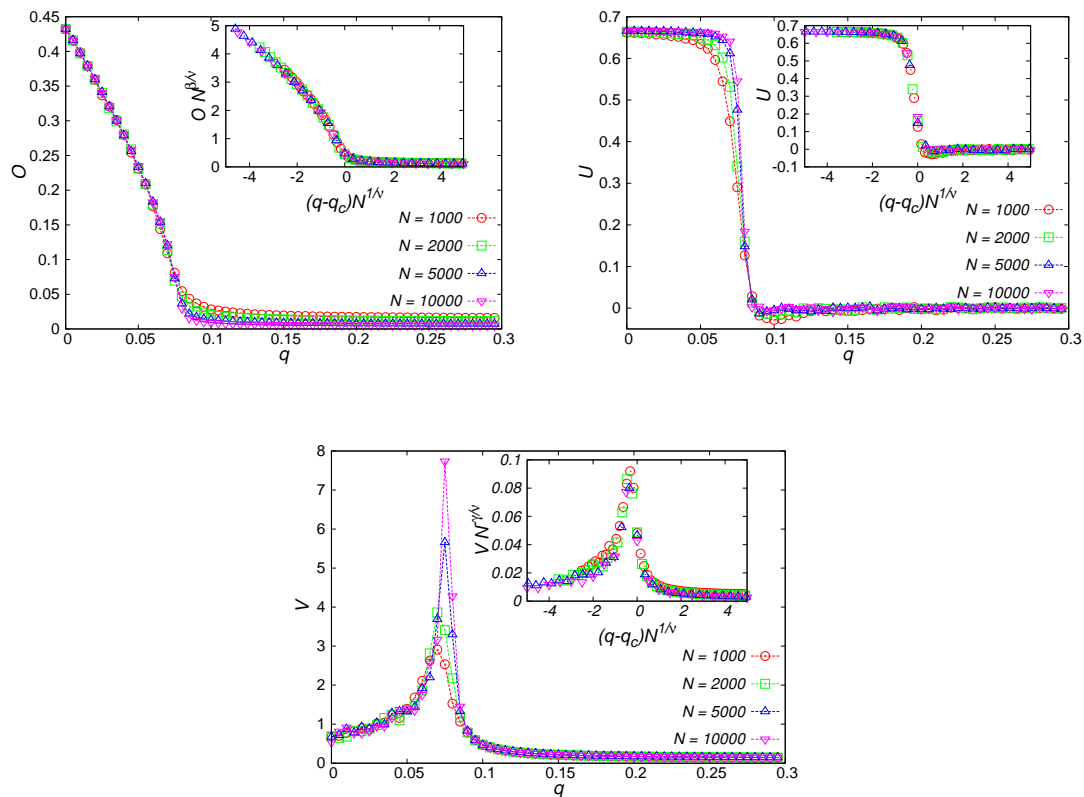 0.45
0.4
0.35
0.3
0.25
0.2
0.15
0.1
0.05
0
O
0 0.05 0.1 0.15 0.2 0.25 0.3
q
5
4
3
2
1
0
O N^{β/ν}
-4 -2 0 2 4
(q-q_c)N^{1/ν}
N = 1000
N = 2000
N = 5000
N = 10000
0.7
0.6
0.5
0.4
0.3
0.2
0.1
0
U
0 0.05 0.1 0.15 0.2 0.25 0.3
q
0.7
0.6
0.5
0.4
0.3
0.2
0.1
0
-0.1
U
-4 -2 0 2 4
(q-q_c)N^{1/ν}
N = 1000
N = 2000
N = 5000
N = 10000
8
7
6
5
4
3
2
1
0
V
0 0.05 0.1 0.15 0.2 0.25 0.3
q
0.1
0.08
0.06
0.04
0.02
0
V N^{-γ/ν}
-4 -2 0 2 4
(q-q_c)N^{1/ν}
N = 1000
N = 2000
N = 5000
N = 10000